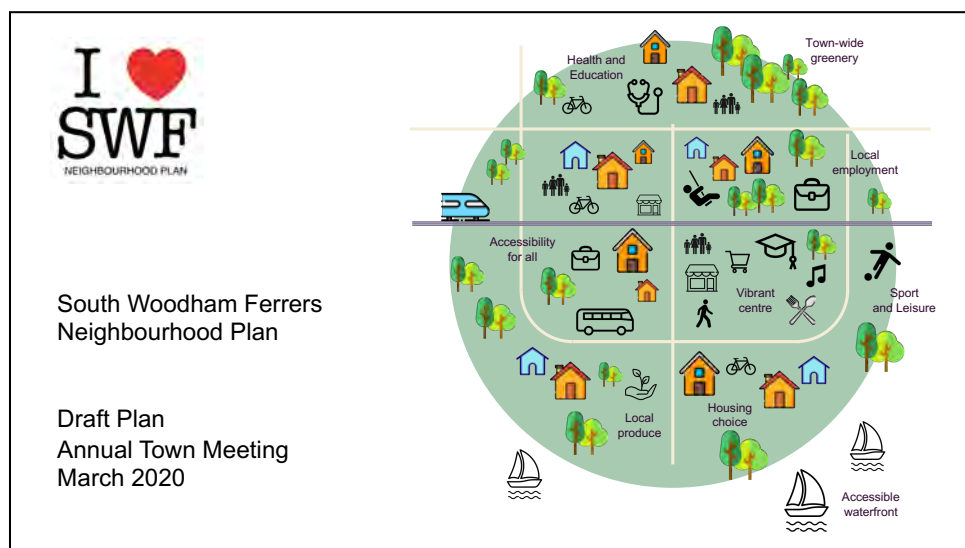 I ❤ SWF
NEIGHBOURHOOD PLAN
South Woodham Ferrers
Neighbourhood Plan
Draft Plan
Annual Town Meeting
March 2020
Health and
Education
Town-wide
greenery
Local
employment
Accessibility
for all
Vibrant
centre
Sport
and Leisure
Local
produce
Housing
choice
Accessible
waterfront